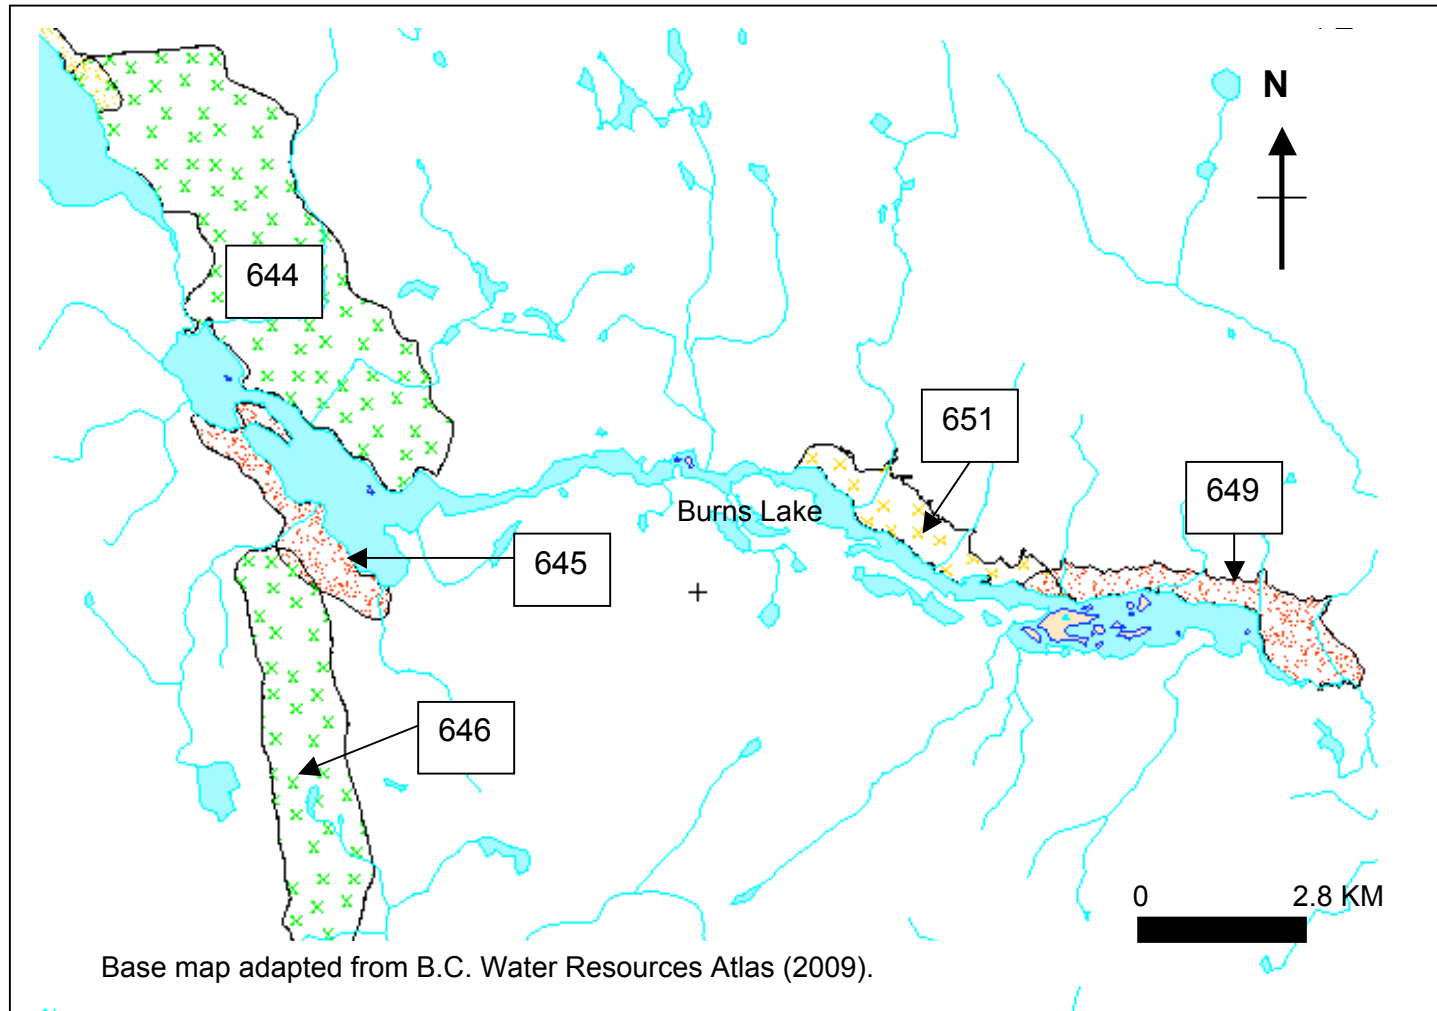 N
644
651
649
Burns Lake
645
646
0 2.8 KM
Base map adapted from B.C. Water Resources Atlas (2009).